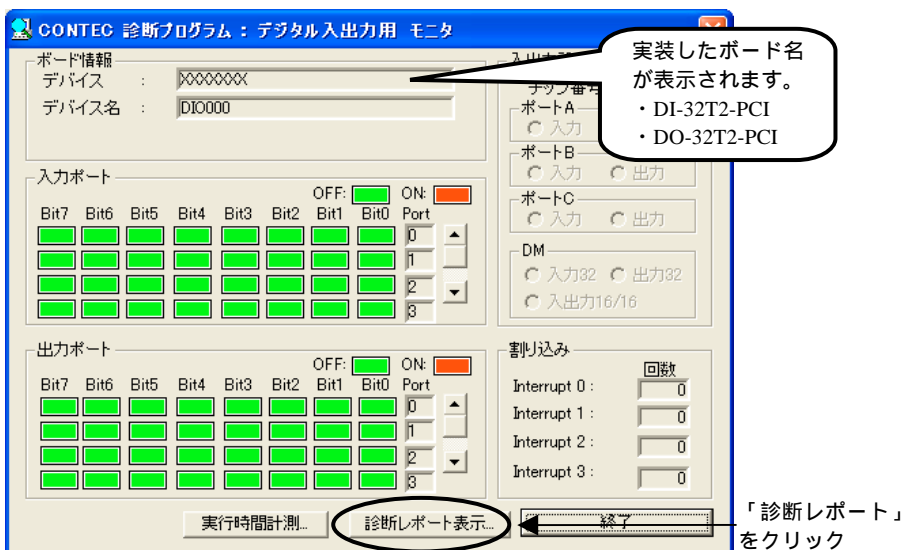 CONTEC 診断プログラム : デジタル入出力用 モニタ
ボード情報
デバイス : XXXXXXX
デバイス名 : DIO000
実装したボード名
が表示されます。
・DI-32T2-PCI
・DO-32T2-PCI
ポートA
入力
ポートB
入力 出力
ポートC
入力 出力
DM
入力32 出力32
入出力16/16
入力ポート
OFF: ON:
Bit7 Bit6 Bit5 Bit4 Bit3 Bit2 Bit1 Bit0 Port
0
1
2
3
出力ポート
OFF: ON:
Bit7 Bit6 Bit5 Bit4 Bit3 Bit2 Bit1 Bit0 Port
0
1
2
3
割り込み
回数
Interrupt 0 : 0
Interrupt 1 : 0
Interrupt 2 : 0
Interrupt 3 : 0
実行時間計測... 診断レポート表示... 終了
「診断レポート」
をクリック